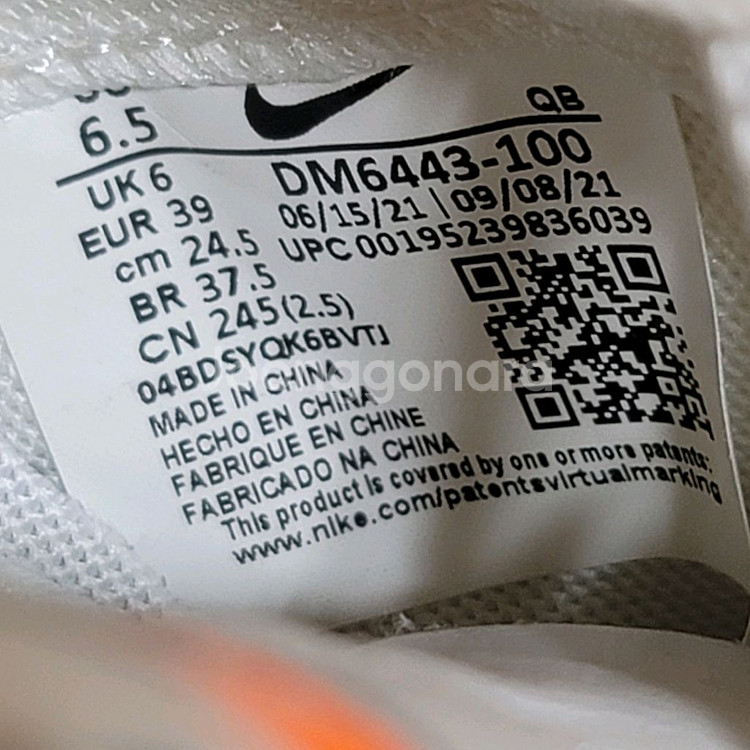 6.5
QB
UK 6
EUR 39
cm 24.5
BR 37.5
CN 245(2.5)
DM6443-100
06/15/21 | 09/08/21
UPC 00195239836039
04BDSYQK6BVTJ
MADE IN CHINA
HECHO EN CHINA
FABRIQUE EN CHINE
FABRICADO NA CHINA
This product is covered by one or more patents:
www.nike.com/patentsvirtualmarking